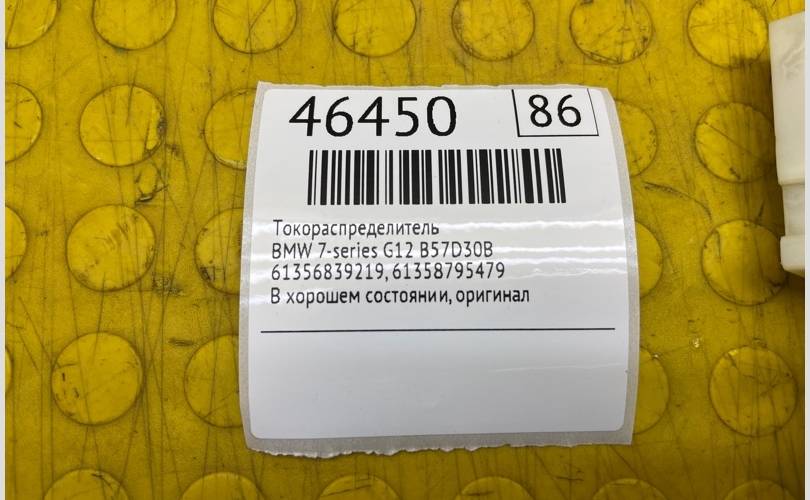 46450 86
Токораспределитель
BMW 7-series G12 B57D30B
61356839219, 61358795479
В хорошем состоянии, оригинал